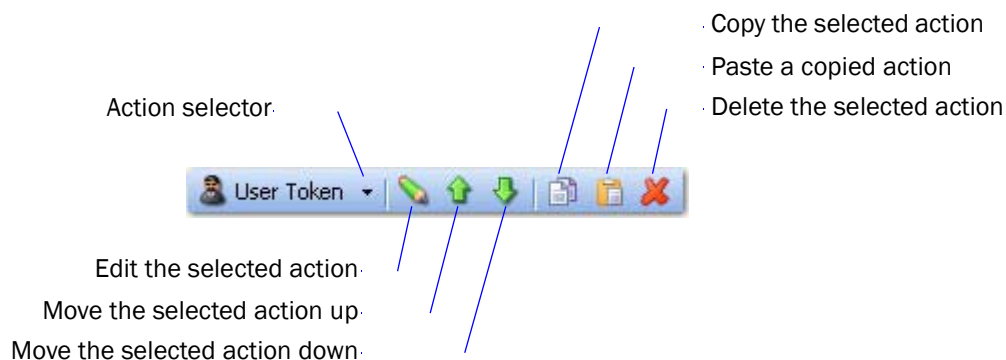 Copy the selected action
Paste a copied action
Action selector
Delete the selected action
User Token
Edit the selected action
Move the selected action up
Move the selected action down